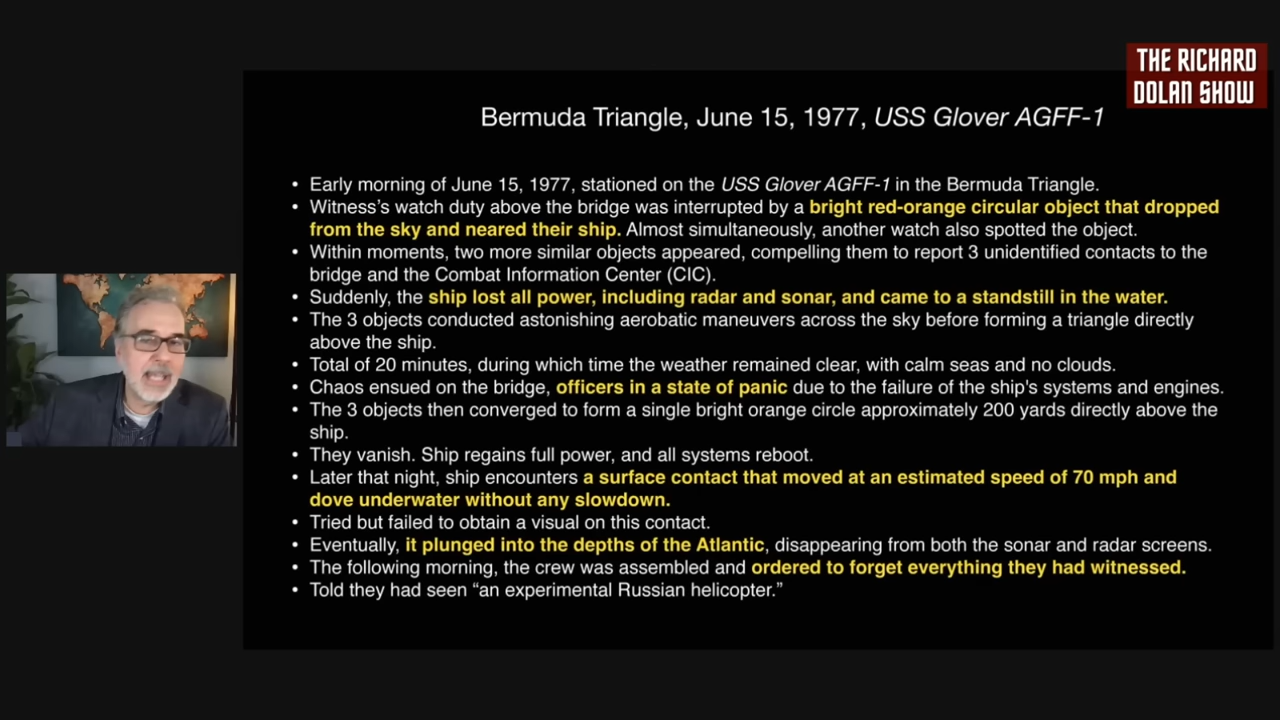 THE RICHARD
DOLAN SHOW
Bermuda Triangle, June 15, 1977, USS Glover AGFF-1
• Early morning of June 15, 1977, stationed on the USS Glover AGFF-1 in the Bermuda Triangle.
• Witness's watch duty above the bridge was interrupted by a bright red-orange circular object that dropped
from the sky and neared their ship. Almost simultaneously, another watch also spotted the object.
• Within moments, two more similar objects appeared, compelling them to report 3 unidentified contacts to the
bridge and the Combat Information Center (CIC).
• Suddenly, the ship lost all power, including radar and sonar, and came to a standstill in the water.
• The 3 objects conducted astonishing aerobatic maneuvers across the sky before forming a triangle directly
above the ship.
• Total of 20 minutes, during which time the weather remained clear, with calm seas and no clouds.
• Chaos ensued on the bridge, officers in a state of panic due to the failure of the ship's systems and engines.
• The 3 objects then converged to form a single bright orange circle approximately 200 yards directly above the
ship.
• They vanish. Ship regains full power, and all systems reboot.
• Later that night, ship encounters a surface contact that moved at an estimated speed of 70 mph and
dove underwater without any slowdown.
• Tried but failed to obtain a visual on this contact.
• Eventually, it plunged into the depths of the Atlantic, disappearing from both the sonar and radar screens.
• The following morning, the crew was assembled and ordered to forget everything they had witnessed.
• Told they had seen “an experimental Russian helicopter.”